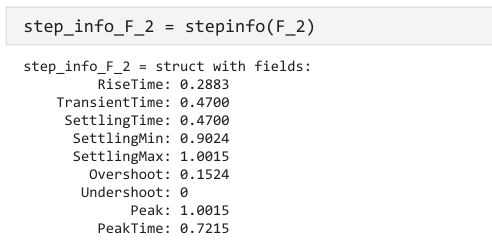 step_info_F_2 = stepinfo(F_2)
step_info_F_2 = struct with fields:
RiseTime: 0.2883
TransientTime: 0.4700
SettlingTime: 0.4700
SettlingMin: 0.9024
SettlingMax: 1.0015
Overshoot: 0.1524
Undershoot: 0
Peak: 1.0015
PeakTime: 0.7215